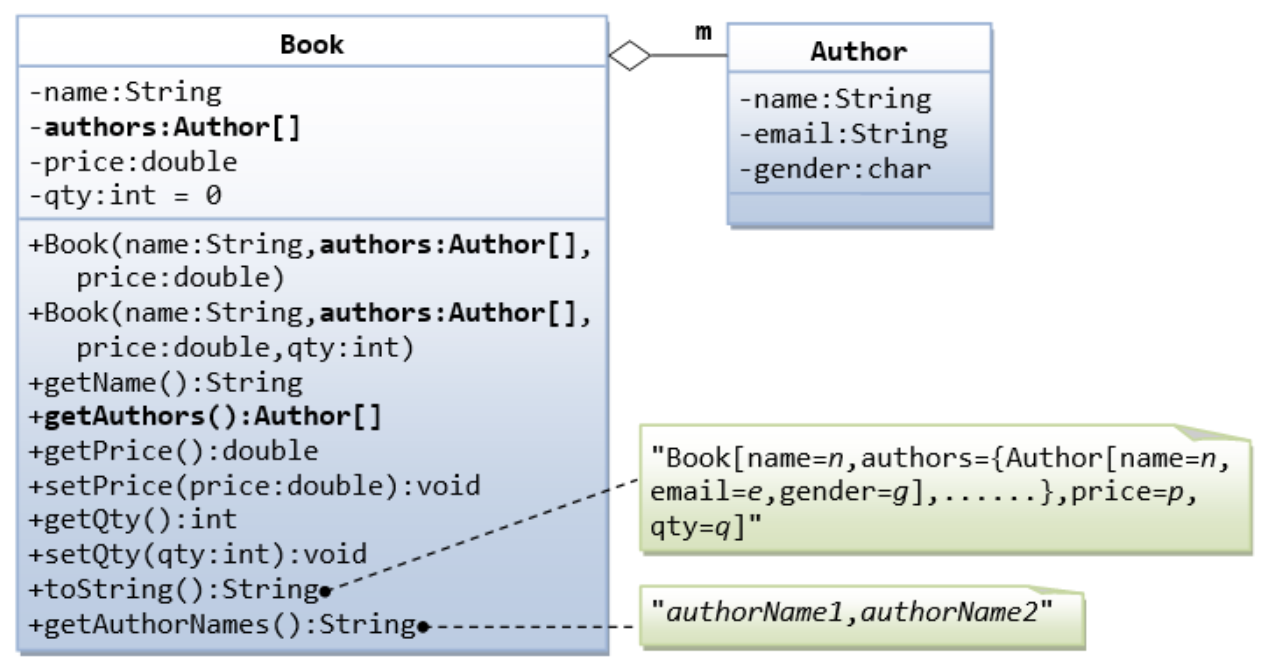 Book
-name:String
-authors:Author[]
-price:double
-qty:int = 0
+Book(name:String,authors:Author[],
price:double)
+Book(name:String,authors:Author[],
price:double,qty:int)
+getName():String
+getAuthors():Author[]
+getPrice():double
+setPrice(price:double):void
+getQty():int
+setQty(qty:int):void
+toString():String
+getAuthorNames():String
m
Author
-name:String
-email:String
-gender:char
"Book[name=n,authors={Author[name=n,
email=e,gender=g],......},price=p,
qty=q]"
"authorName1,authorName2"